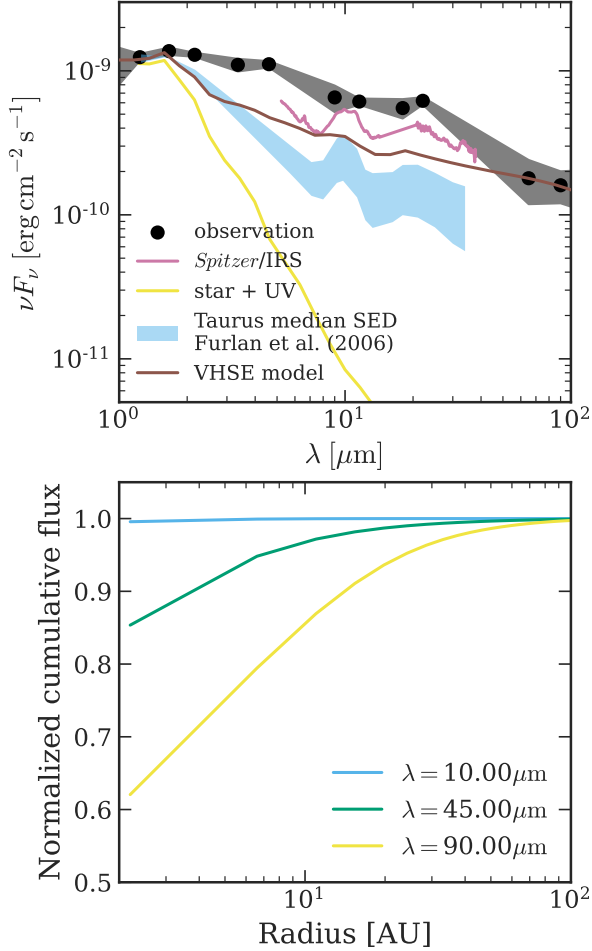 10⁻⁹
10⁻¹⁰
10⁻¹¹
νFν [erg cm⁻² s⁻¹]
observation
Spitzer/IRS
star + UV
Taurus median SED
Furlan et al. (2006)
VHSE model
10⁰ 10¹ 10²
λ [μm]
1.0
0.9
0.8
0.7
0.6
0.5
Normalized cumulative flux
λ = 10.00μm
λ = 45.00μm
λ = 90.00μm
10¹ 10²
Radius [AU]